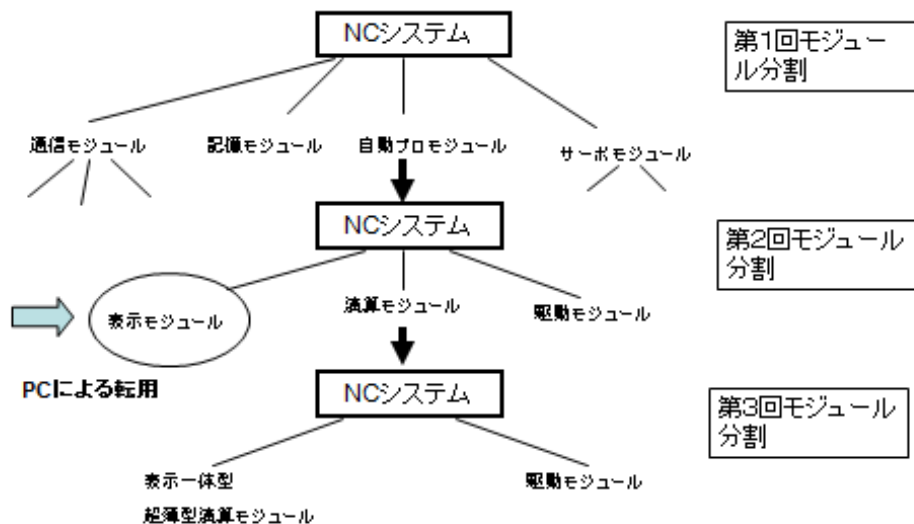 NCシステム
第1回モジュー
ル分割
通信モジュール
記憶モジュール
自動プロモジュール
サーボモジュール
NCシステム
第2回モジュール
分割
表示モジュール
演算モジュール
駆動モジュール
PCによる転用
NCシステム
第3回モジュール
分割
表示一体型
超薄型演算モジュール
駆動モジュール